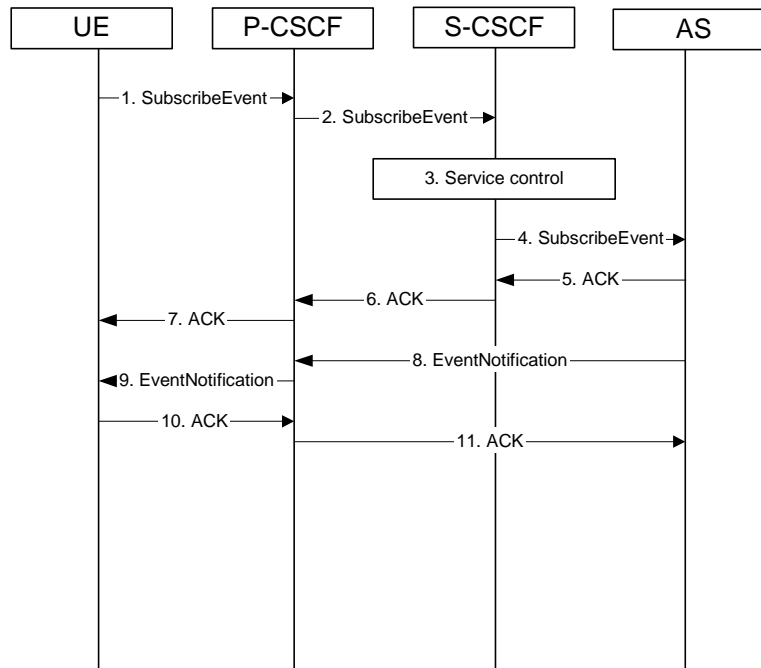 UE
P-CSCF
S-CSCF
AS
1. SubscribeEvent
2. SubscribeEvent
3. Service control
4. SubscribeEvent
5. ACK
6. ACK
7. ACK
8. EventNotification
9. EventNotification
10. ACK
11. ACK